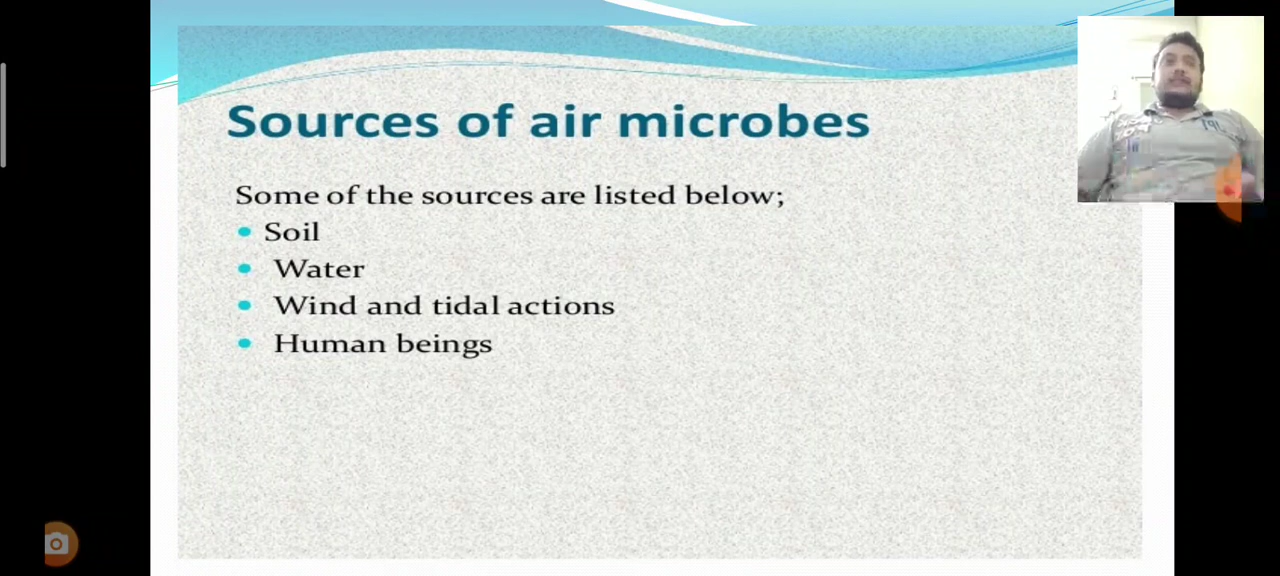 Sources of air microbes
Some of the sources are listed below;
Soil
Water
Wind and tidal actions
Human beings